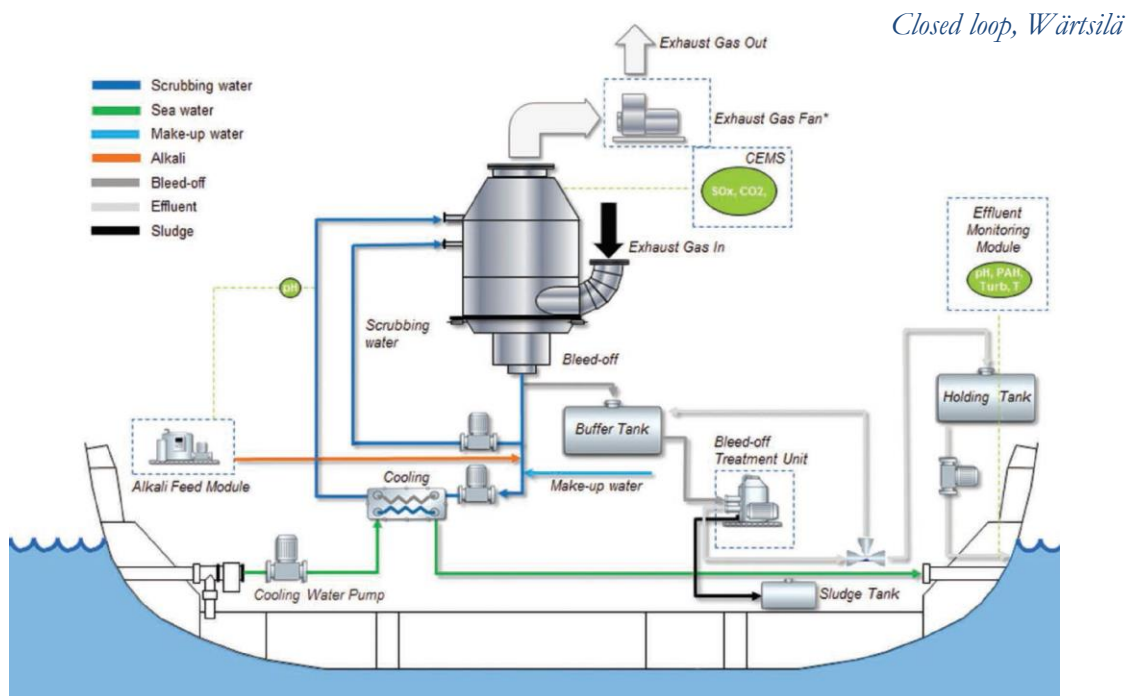 Closed loop, Wärtsilä
Exhaust Gas Out
Scrubbing water
Sea water
Make-up water
Alkali
Bleed-off
Effluent
Sludge
Exhaust Gas Fan*
CEMS
SOx, CO2,
Effluent
Monitoring
Module
pH, PAH,
Turb, T
Exhaust Gas In
pH
Scrubbing
water
Bleed-off
Holding Tank
Buffer Tank
Bleed-off
Treatment Unit
Alkali Feed Module
Cooling
Make-up water
Cooling Water Pump
Sludge Tank